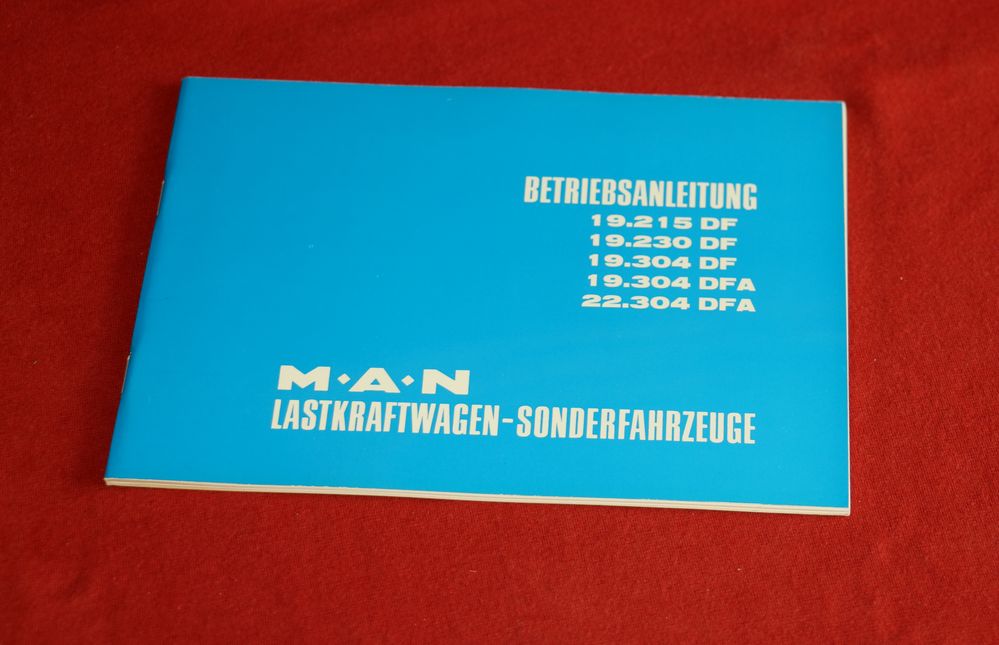 BETRIEBSANLEITUNG
19.215 DF
19.230 DF
19.304 DF
19.304 DFA
22.304 DFA
M·A·N
LASTKRAFTWAGEN-SONDERFAHRZEUGE